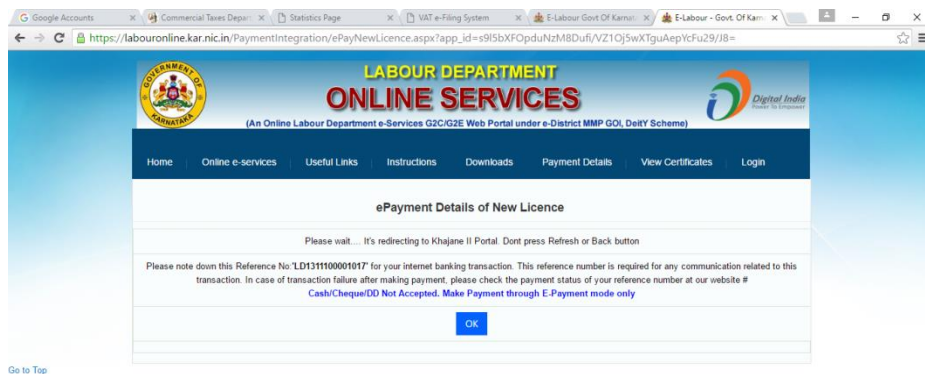 Google Accounts
Commercial Taxes Depart
Statistics Page
VAT e-Filing System
E-Labour Govt Of Karnat
E-Labour - Govt. Of Karn
https://labouronline.kar.nic.in/PaymentIntegration/ePayNewLicence.aspx?app_id=s9I5bXFOpduNzM8Dufi/VZ1Oj5wXTguAepYcFu29/J8=
GOVERNMENT OF
KARNATAKA
LABOUR DEPARTMENT
ONLINE SERVICES
(An Online Labour Department e-Services G2C/G2E Web Portal under e-District MMP GOI, DeitY Scheme)
Digital India
Power To Empower
Home Online e-services Useful Links Instructions Downloads Payment Details View Certificates Login
ePayment Details of New Licence
Please wait.... It's redirecting to Khajane II Portal. Dont press Refresh or Back button
Please note down this Reference No:'LD1311100001017' for your internet banking transaction. This reference number is required for any communication related to this
transaction. In case of transaction failure after making payment, please check the payment status of your reference number at our website #
Cash/Cheque/DD Not Accepted. Make Payment through E-Payment mode only
OK
Go to Top